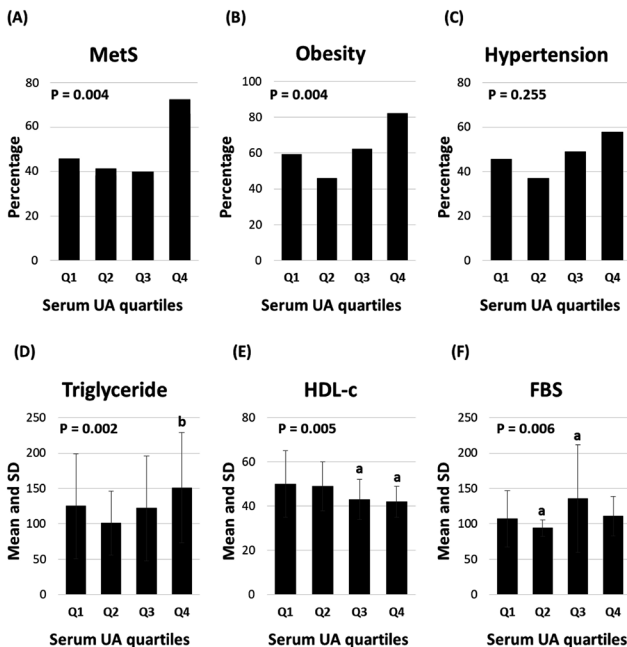 (A)
MetS
P = 0.004
Percentage
80
60
40
20
0
Q1 Q2 Q3 Q4
Serum UA quartiles
(B)
Obesity
P = 0.004
Percentage
100
80
60
40
20
0
Q1 Q2 Q3 Q4
Serum UA quartiles
(C)
Hypertension
P = 0.255
Percentage
80
60
40
20
0
Q1 Q2 Q3 Q4
Serum UA quartiles
(D)
Triglyceride
P = 0.002
b
Mean and SD
250
200
150
100
50
0
Q1 Q2 Q3 Q4
Serum UA quartiles
(E)
HDL-c
P = 0.005
a a
Mean and SD
80
60
40
20
0
Q1 Q2 Q3 Q4
Serum UA quartiles
(F)
FBS
P = 0.006
a
a
Mean and SD
250
200
150
100
50
0
Q1 Q2 Q3 Q4
Serum UA quartiles